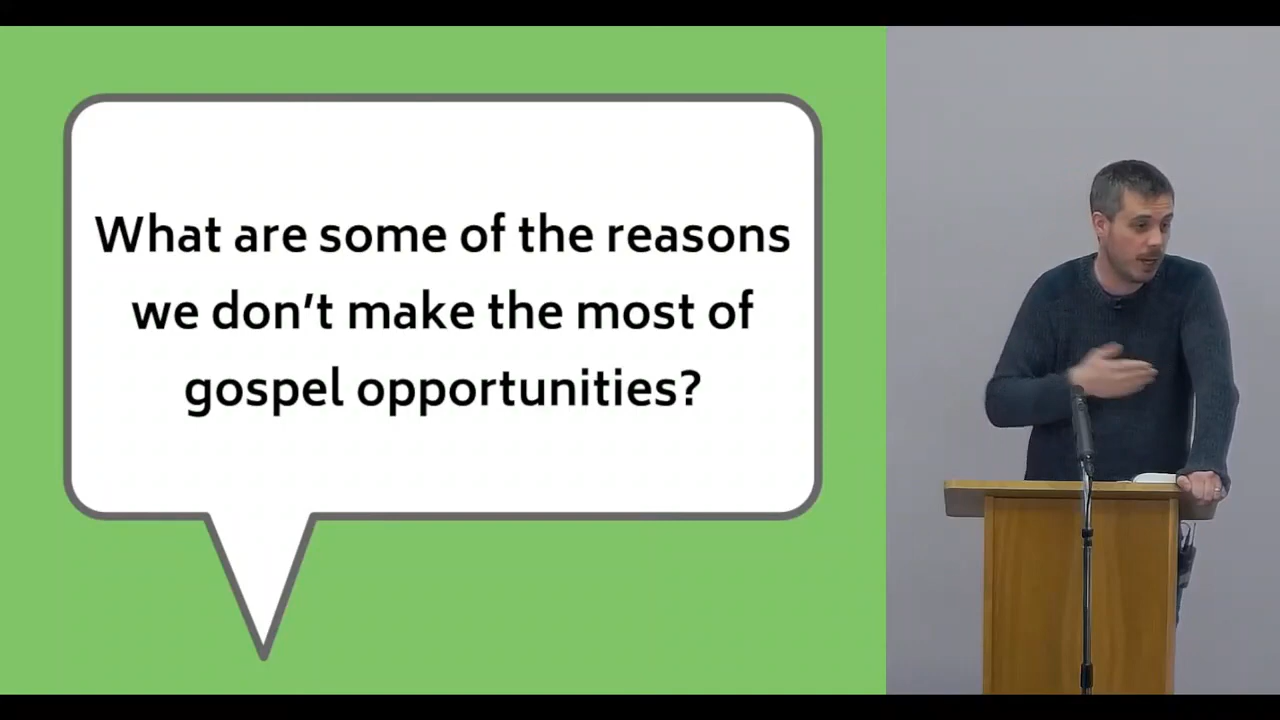 What are some of the reasons
we don’t make the most of
gospel opportunities?